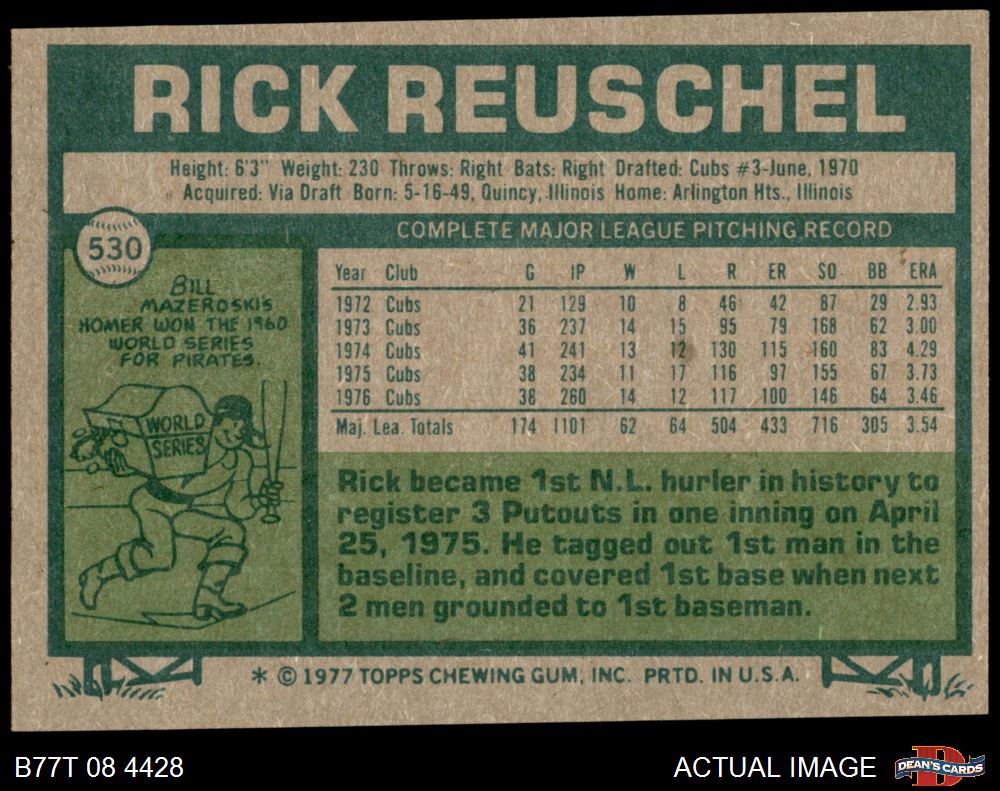 RICK REUSCHEL
Height: 6'3" Weight: 230 Throws: Right Bats: Right Drafted: Cubs #3-June, 1970
Acquired: Via Draft Born: 5-16-49, Quincy, Illinois Home: Arlington Hts., Illinois
530
BILL
MAZEROSKIS
HOMER WON THE 1960
WORLD SERIES
FOR PIRATES.
WORLD
SERIES
COMPLETE MAJOR LEAGUE PITCHING RECORD
Year Club G IP W L R ER SO BB ERA
1972 Cubs 21 129 10 8 46 42 87 29 2.93
1973 Cubs 36 237 14 15 95 79 168 62 3.00
1974 Cubs 41 241 13 12 130 115 160 83 4.29
1975 Cubs 38 234 11 17 116 97 155 67 3.73
1976 Cubs 38 260 14 12 117 100 146 64 3.46
Maj. Lea. Totals 174 1101 62 64 504 433 716 305 3.54
Rick became 1st N.L. hurler in history to
register 3 Putouts in one inning on April
25, 1975. He tagged out 1st man in the
baseline, and covered 1st base when next
2 men grounded to 1st baseman.
* © 1977 TOPPS CHEWING GUM, INC. PRTD. IN U.S.A.
B77T 08 4428
ACTUAL IMAGE
DEAN'S CARDS